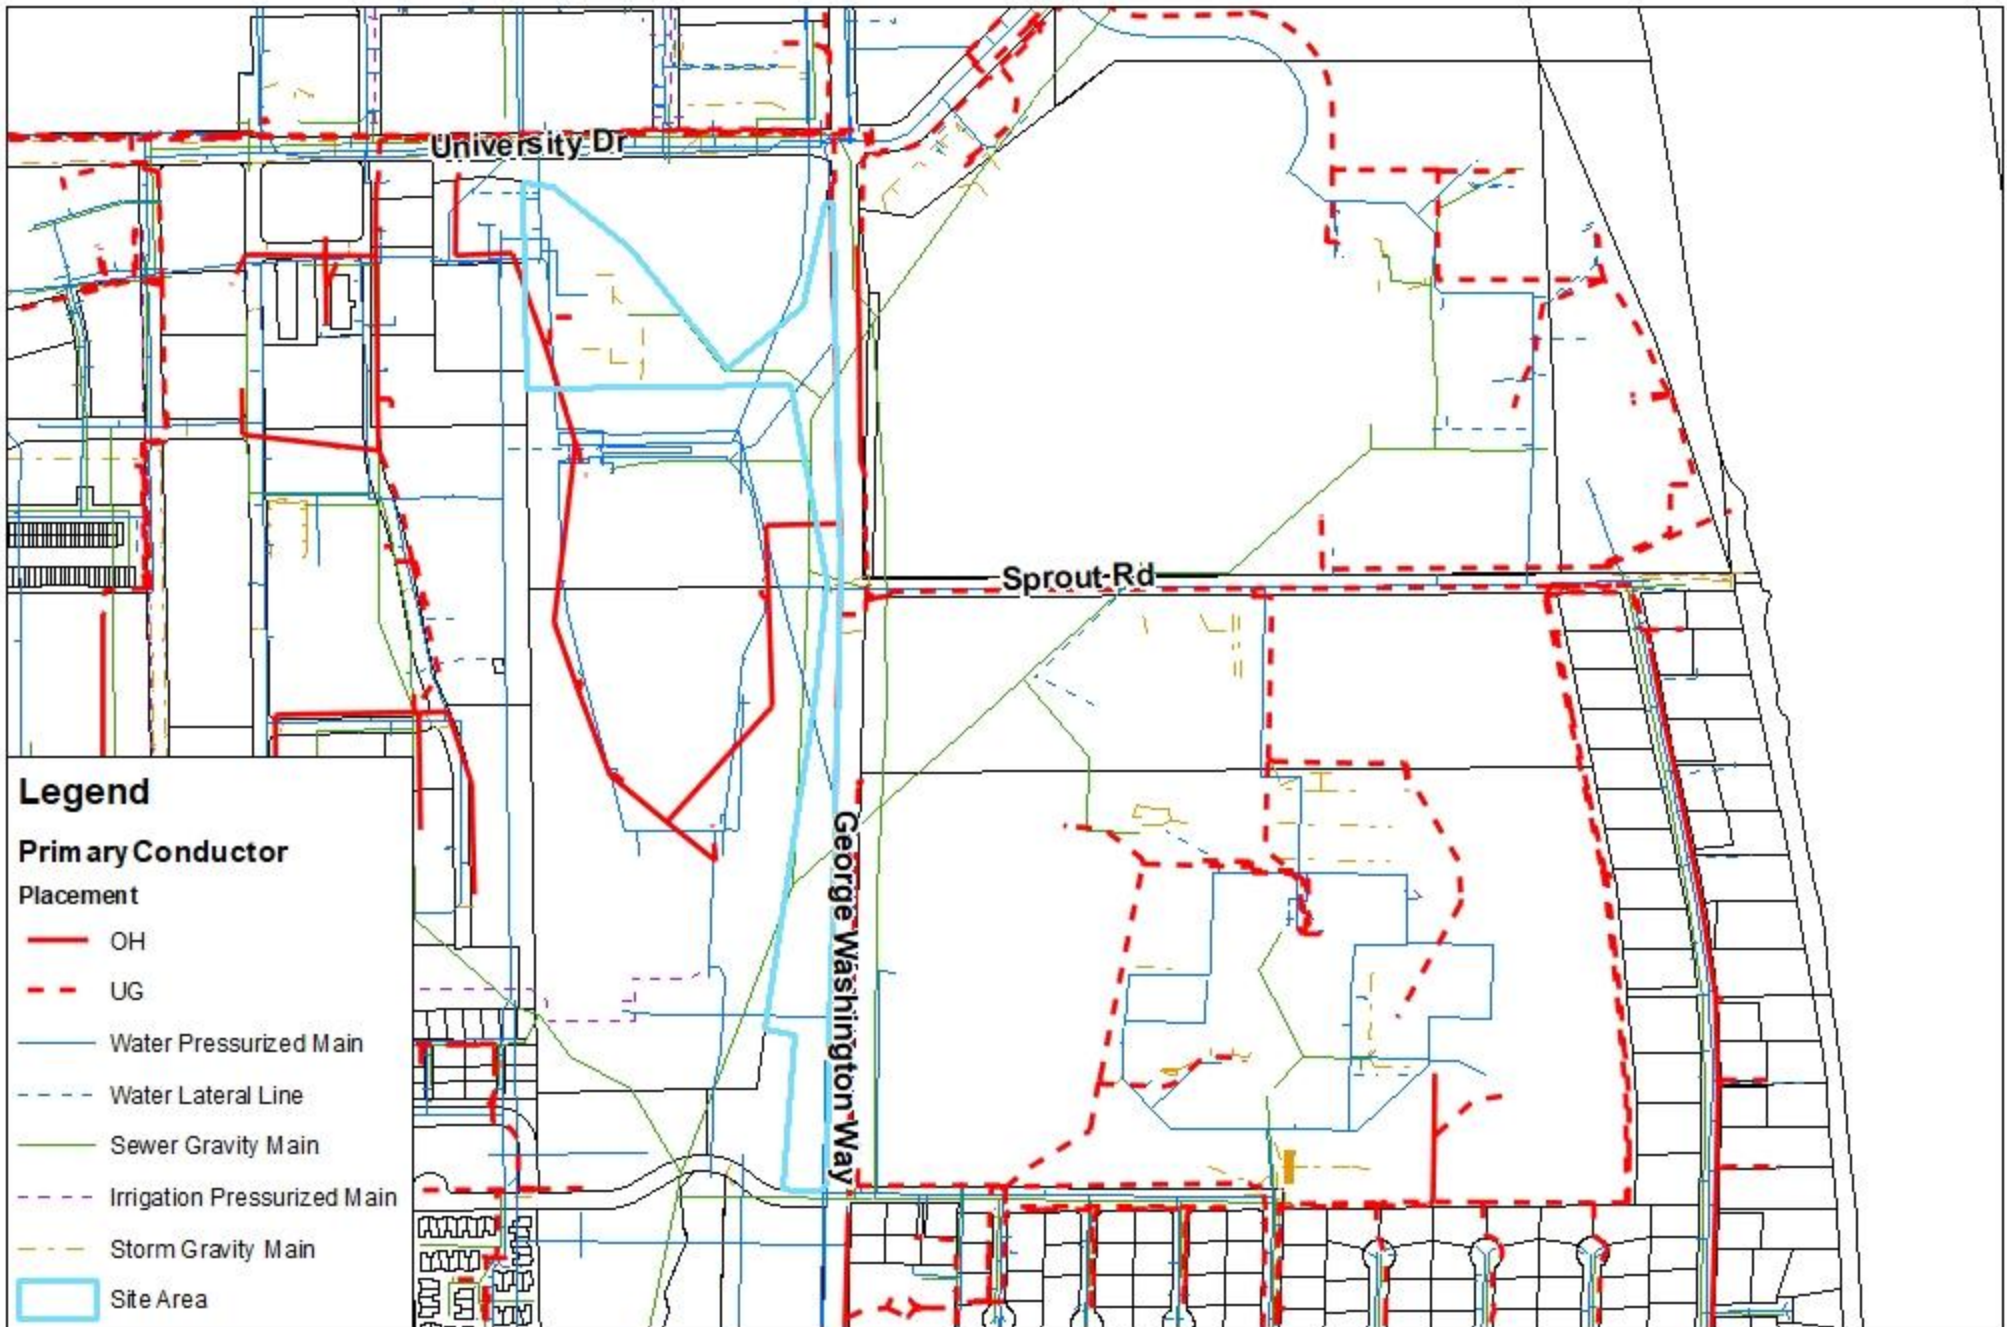 University Dr
Sprout Rd
George Washington Way
Legend
Primary Conductor
Placement
OH
UG
Water Pressurized Main
Water Lateral Line
Sewer Gravity Main
Irrigation Pressurized Main
Storm Gravity Main
Site Area